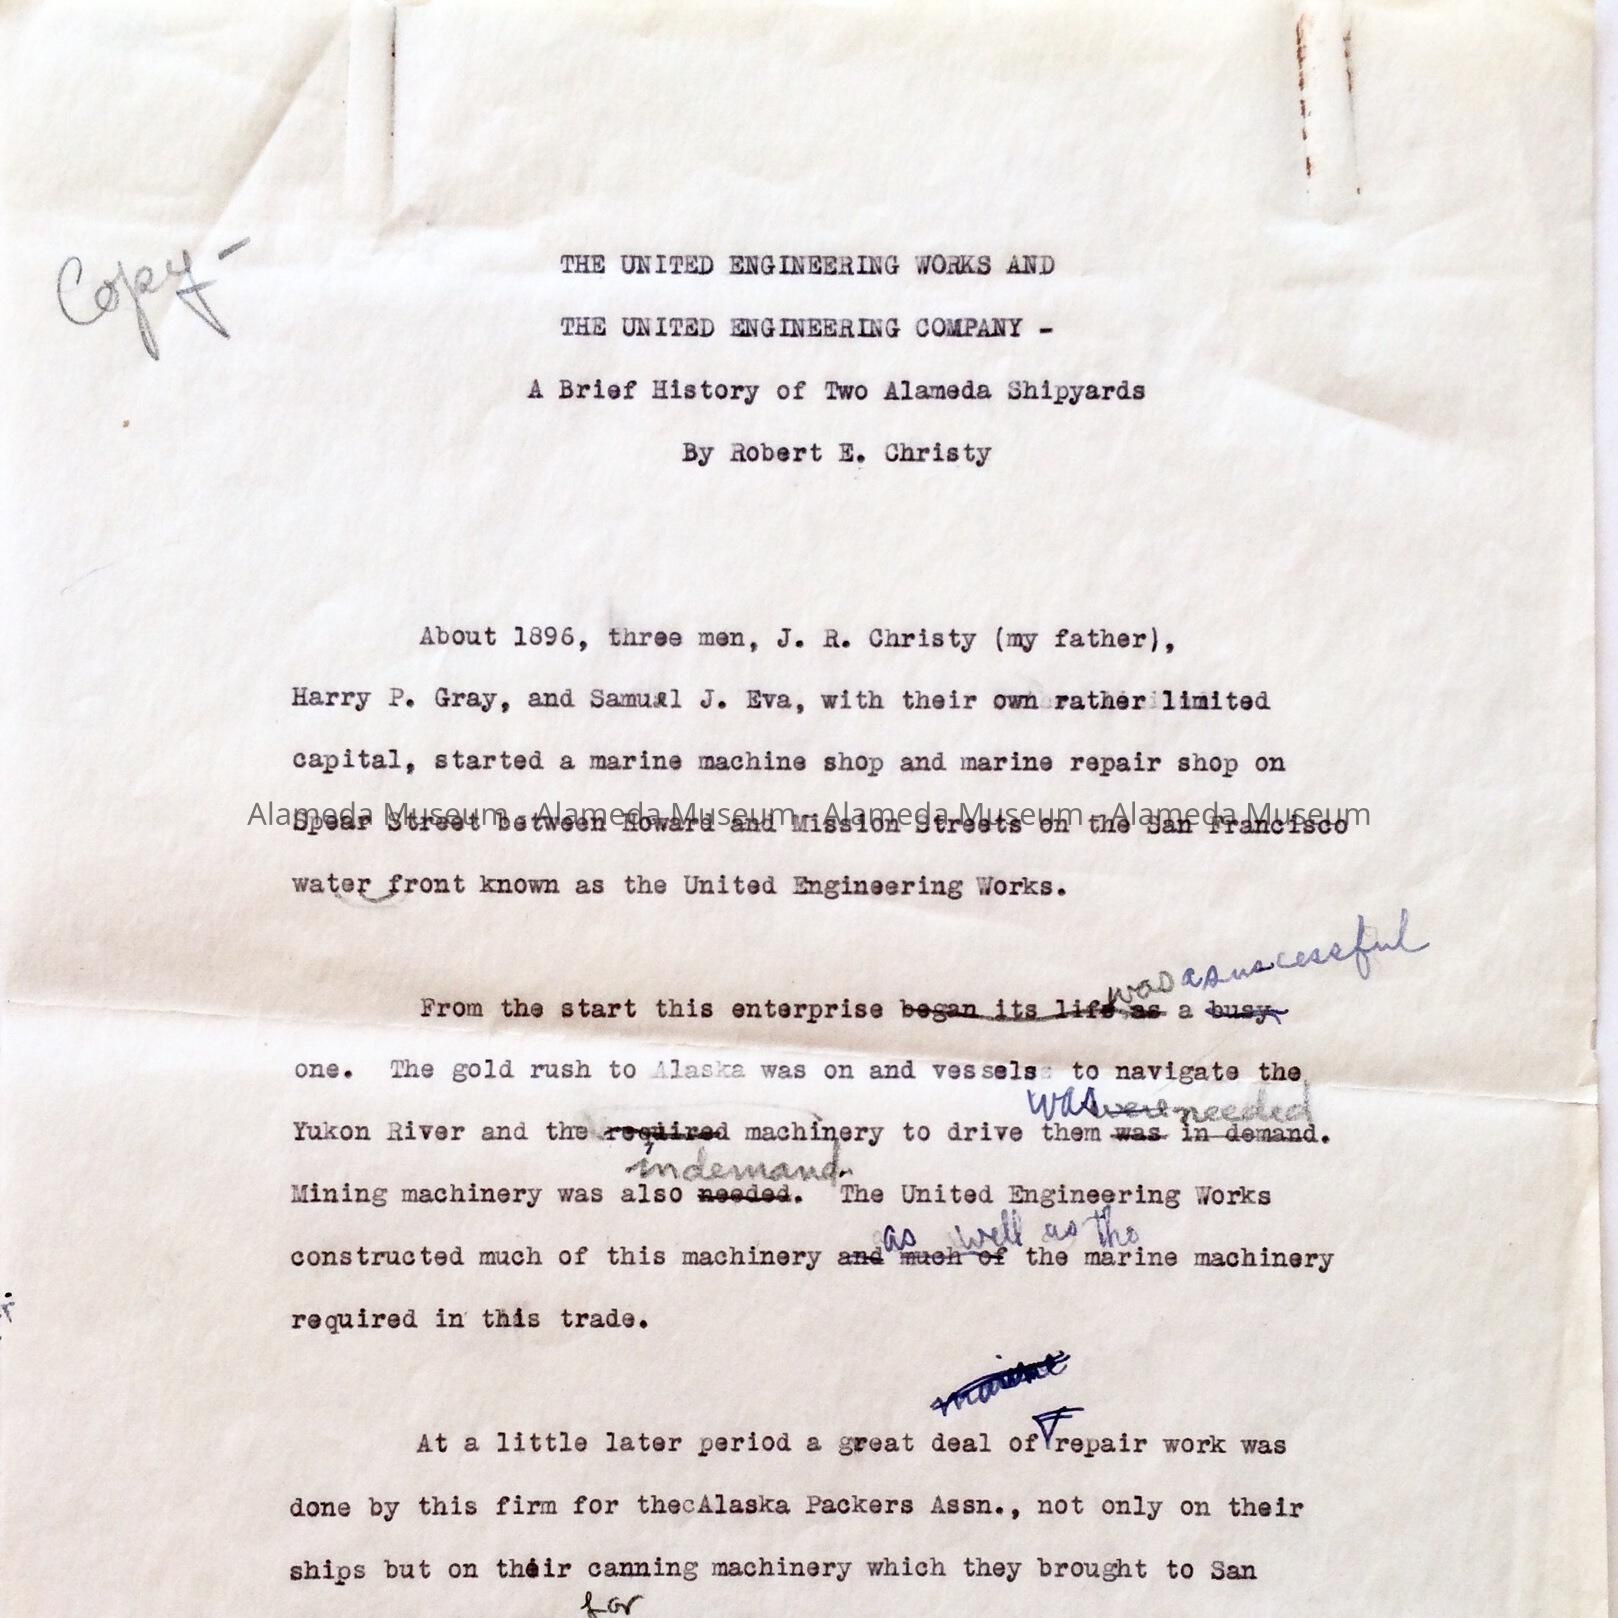 Copy-
THE UNITED ENGINEERING WORKS AND
THE UNITED ENGINEERING COMPANY -
A Brief History of Two Alameda Shipyards
By Robert E. Christy
About 1896, three men, J. R. Christy (my father),
Harry P. Gray, and Samual J. Eva, with their own rather limited
capital, started a marine machine shop and marine repair shop on
Alameda Museum - Alameda Museum - Alameda Museum - Alameda Museum
Spear Street between Howard and Mission Streets on the San Francisco
water front known as the United Engineering Works.
was a successful
From the start this enterprise began its life as a busy
one. The gold rush to Alaska was on and vessels to navigate the
was were needed
Yukon River and the required machinery to drive them was in demand.
in demand.
Mining machinery was also needed. The United Engineering Works
as well as the
constructed much of this machinery and much of the marine machinery
required in this trade.
marine
At a little later period a great deal of repair work was
done by this firm for the Alaska Packers Assn., not only on their
ships but on their canning machinery which they brought to San
for